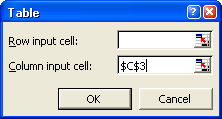 Table
Row input cell:
Column input cell: $C$3
OK Cancel